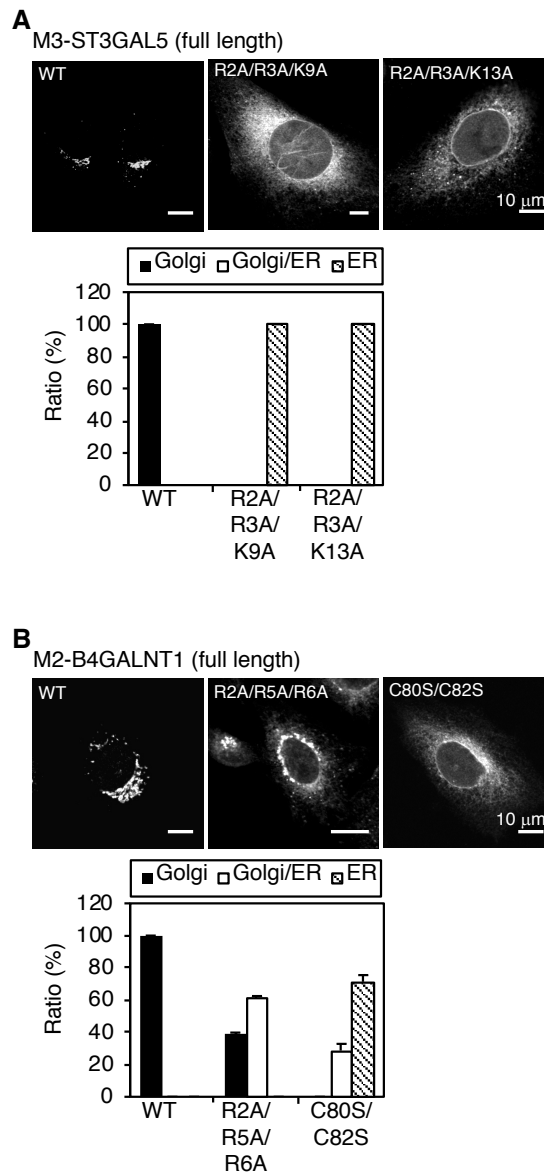 A
M3-ST3GAL5 (full length)
WT
R2A/R3A/K9A
R2A/R3A/K13A
10 μm
Golgi
Golgi/ER
ER
120
100
80
60
40
20
0
Ratio (%)
WT
R2A/
R3A/
K9A
R2A/
R3A/
K13A
B
M2-B4GALNT1 (full length)
WT
R2A/R5A/R6A
C80S/C82S
10 μm
Golgi
Golgi/ER
ER
120
100
80
60
40
20
0
Ratio (%)
WT
R2A/
R5A/
R6A
C80S/
C82S